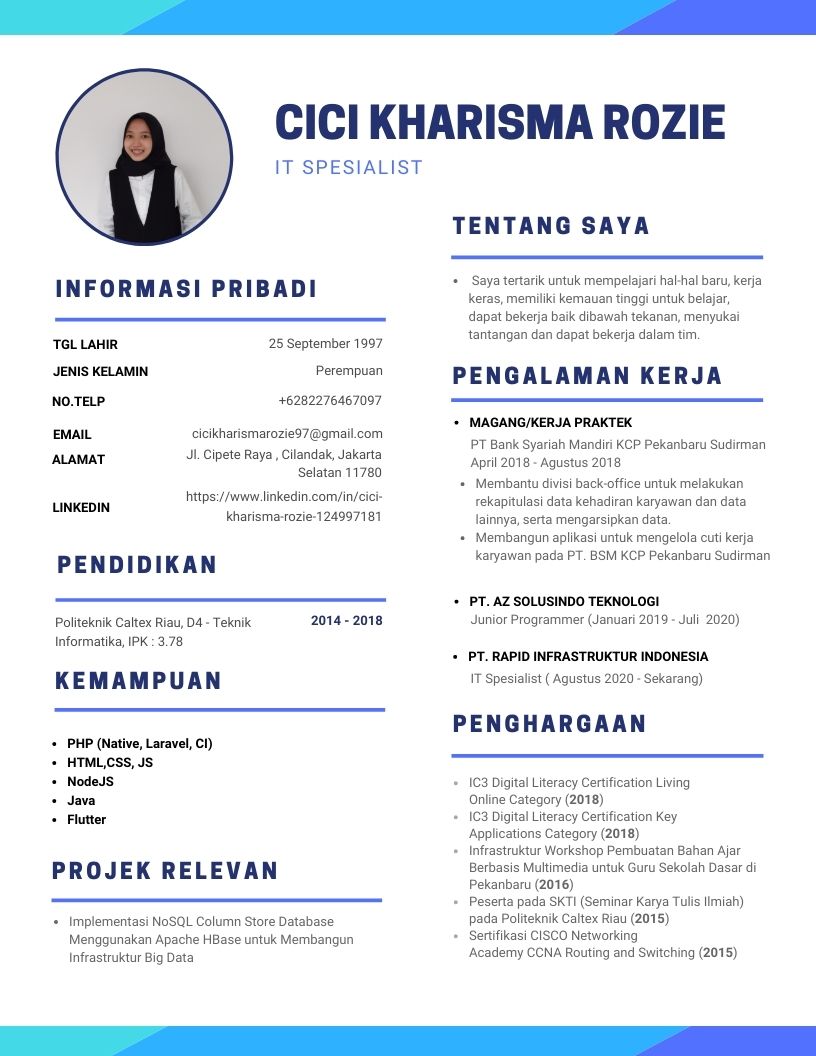 CICI KHARISMA ROZIE
IT SPESIALIST
INFORMASI PRIBADI
TGL LAHIR 25 September 1997
JENIS KELAMIN Perempuan
NO.TELP +6282276467097
EMAIL cicikharismarozie97@gmail.com
ALAMAT Jl. Cipete Raya , Cilandak, Jakarta
Selatan 11780
LINKEDIN https://www.linkedin.com/in/cici-
kharisma-rozie-124997181
PENDIDIKAN
Politeknik Caltex Riau, D4 - Teknik 2014 - 2018
Informatika, IPK : 3.78
KEMAMPUAN
• PHP (Native, Laravel, CI)
• HTML,CSS, JS
• NodeJS
• Java
• Flutter
PROJEK RELEVAN
• Implementasi NoSQL Column Store Database
Menggunakan Apache HBase untuk Membangun
Infrastruktur Big Data
TENTANG SAYA
• Saya tertarik untuk mempelajari hal-hal baru, kerja
keras, memiliki kemauan tinggi untuk belajar,
dapat bekerja baik dibawah tekanan, menyukai
tantangan dan dapat bekerja dalam tim.
PENGALAMAN KERJA
• MAGANG/KERJA PRAKTEK
PT Bank Syariah Mandiri KCP Pekanbaru Sudirman
April 2018 - Agustus 2018
• Membantu divisi back-office untuk melakukan
rekapitulasi data kehadiran karyawan dan data
lainnya, serta mengarsipkan data.
• Membangun aplikasi untuk mengelola cuti kerja
karyawan pada PT. BSM KCP Pekanbaru Sudirman
• PT. AZ SOLUSINDO TEKNOLOGI
Junior Programmer (Januari 2019 - Juli 2020)
• PT. RAPID INFRASTRUKTUR INDONESIA
IT Spesialist ( Agustus 2020 - Sekarang)
PENGHARGAAN
• IC3 Digital Literacy Certification Living
Online Category (2018)
• IC3 Digital Literacy Certification Key
Applications Category (2018)
• Infrastruktur Workshop Pembuatan Bahan Ajar
Berbasis Multimedia untuk Guru Sekolah Dasar di
Pekanbaru (2016)
• Peserta pada SKTI (Seminar Karya Tulis Ilmiah)
pada Politeknik Caltex Riau (2015)
• Sertifikasi CISCO Networking
Academy CCNA Routing and Switching (2015)